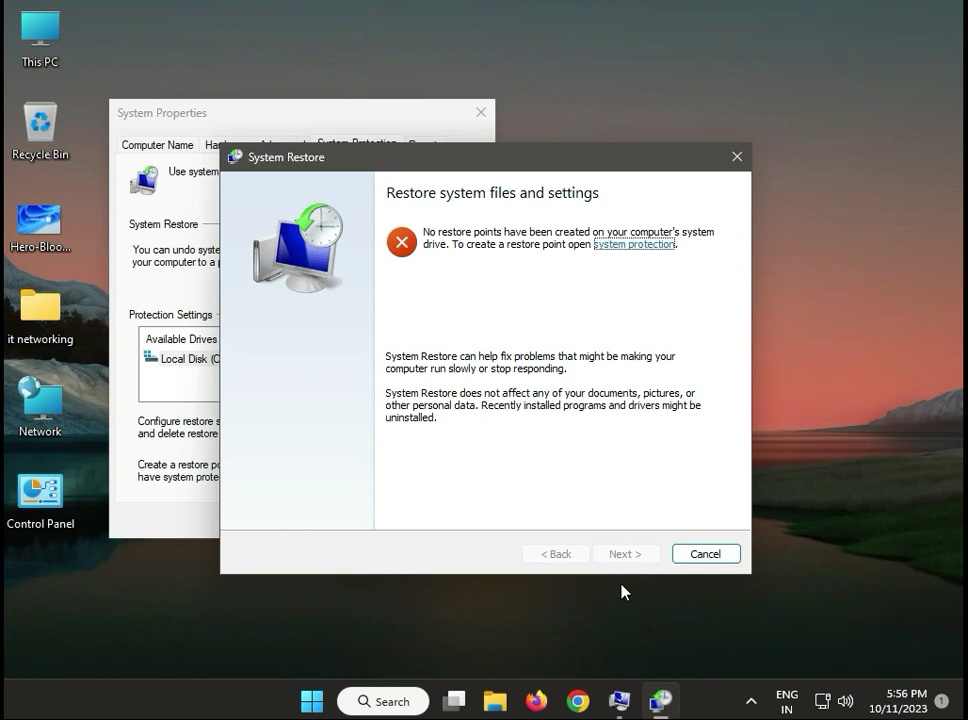 This PC
Recycle Bin
Hero-Bloo...
it networking
Network
Control Panel
System Properties
Computer Name
System Protection
Use system
System Restore
You can undo syste
your computer to a p
Protection Settings
Available Drives
Local Disk (C
Configure restore s
and delete restore
Create a restore po
have system prote
System Restore
Restore system files and settings
No restore points have been created on your computer's system
drive. To create a restore point open system protection.
System Restore can help fix problems that might be making your
computer run slowly or stop responding.
System Restore does not affect any of your documents, pictures, or
other personal data. Recently installed programs and drivers might be
uninstalled.
< Back
Next >
Cancel
Search
ENG
IN
5:56 PM
10/11/2023
1